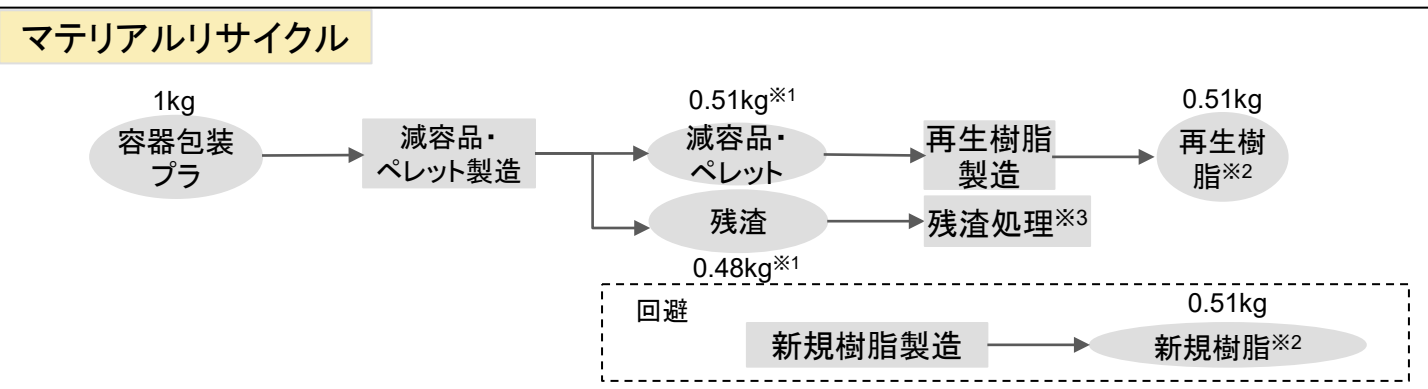 マテリアルリサイクル
1kg
容器包装
プラ
減容品・
ペレット製造
0.51kg※1
減容品・
ペレット
再生樹脂
製造
0.51kg
再生樹
脂※2
残渣
0.48kg※1
残渣処理※3
回避
新規樹脂製造
0.51kg
新規樹脂※2